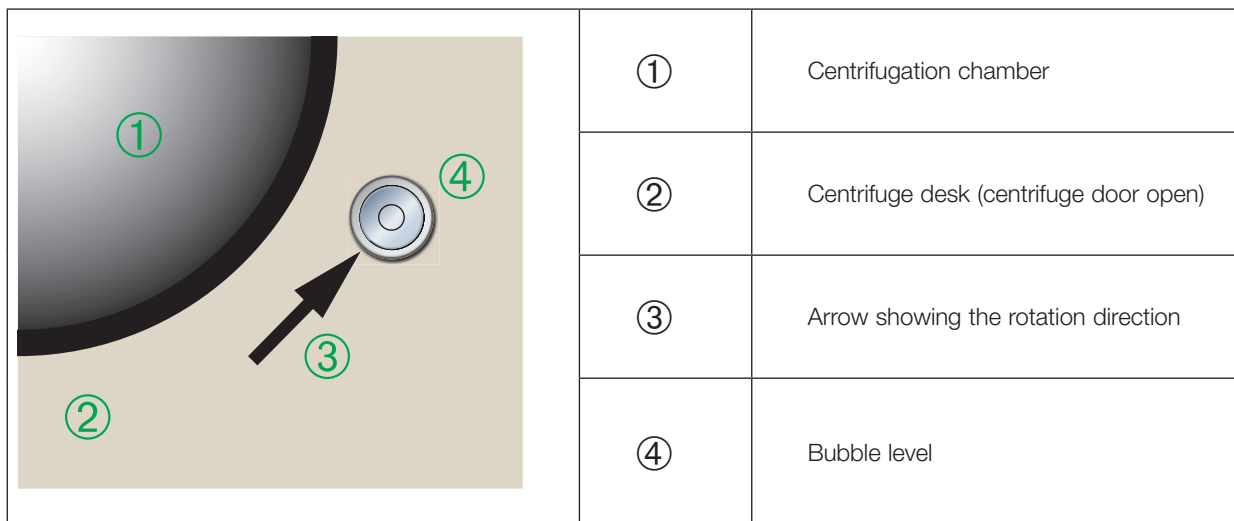 ①
④
③
②
① Centrifugation chamber
② Centrifuge desk (centrifuge door open)
③ Arrow showing the rotation direction
④ Bubble level